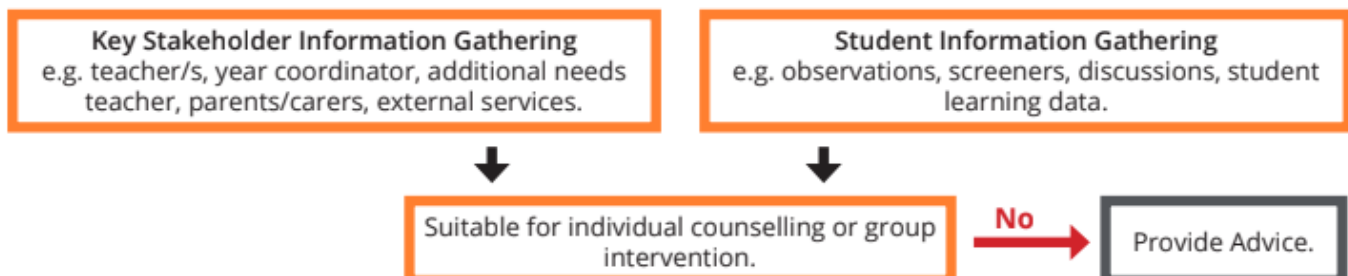 Key Stakeholder Information Gathering
e.g. teacher/s, year coordinator, additional needs
teacher, parents/carers, external services.
Student Information Gathering
e.g. observations, screeners, discussions, student
learning data.
Suitable for individual counselling or group
intervention.
No
Provide Advice.